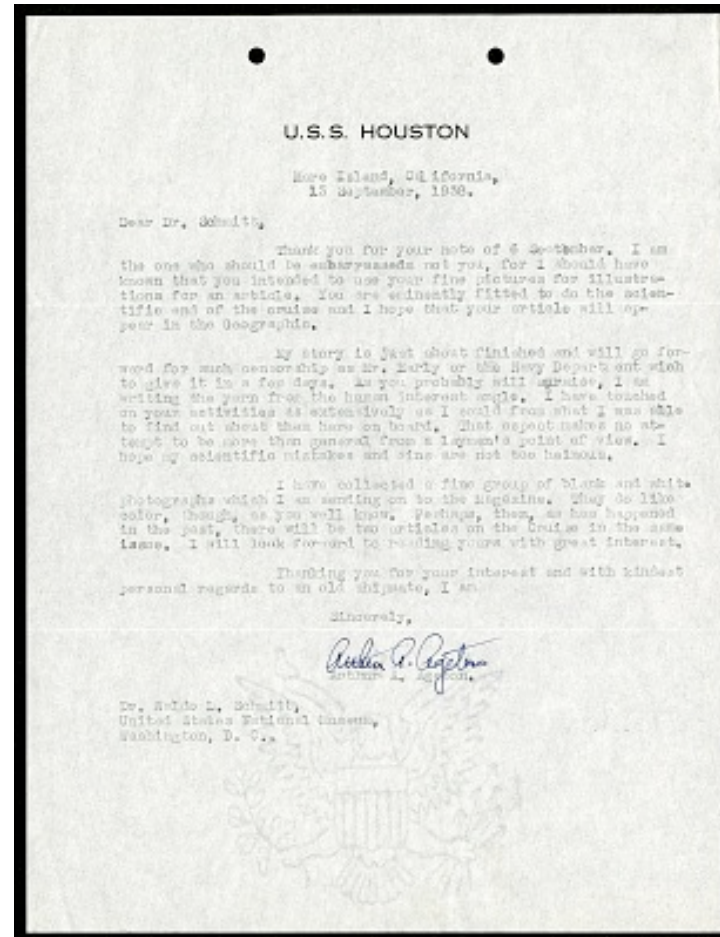 U.S.S. HOUSTON
Mare Island, California,
15 September, 1938.
Dear Dr. Schmitt,
Thank you for your note of 6 September. I am
the one who should be embarrassed not you, for I should have
known that you intended to use your fine pictures for illustra-
tions for an article. You are eminently fitted to do the scien-
tific end of the cruise and I hope that your article will ap-
pear in the Geographic.
My story is just about finished and will go for-
ward for such censorship as Mr. Early or the Navy Department wish
to give it in a few days. As you probably will surmise, I am
writing the yarn from the human interest angle. I have touched
on your activities as extensively as I could from what I was able
to find out about them here on board. That aspect makes no at-
tempt to be more than general from a layman's point of view. I
hope my scientific mistakes and sins are not too heinous.
I have collected a fine group of black and white
photographs which I am sending on to the magazine. They do like
color, though, as you well know. Perhaps, then, as has happened
in the past, there will be two articles on the Cruise in the same
issue. I will look forward to reading yours with great interest.
Thanking you for your interest and with kindest
personal regards to an old shipmate, I am
Sincerely,
Arthur A. Ageton
Arthur A. Ageton.
Dr. Waldo L. Schmitt,
United States National Museum,
Washington, D. C..